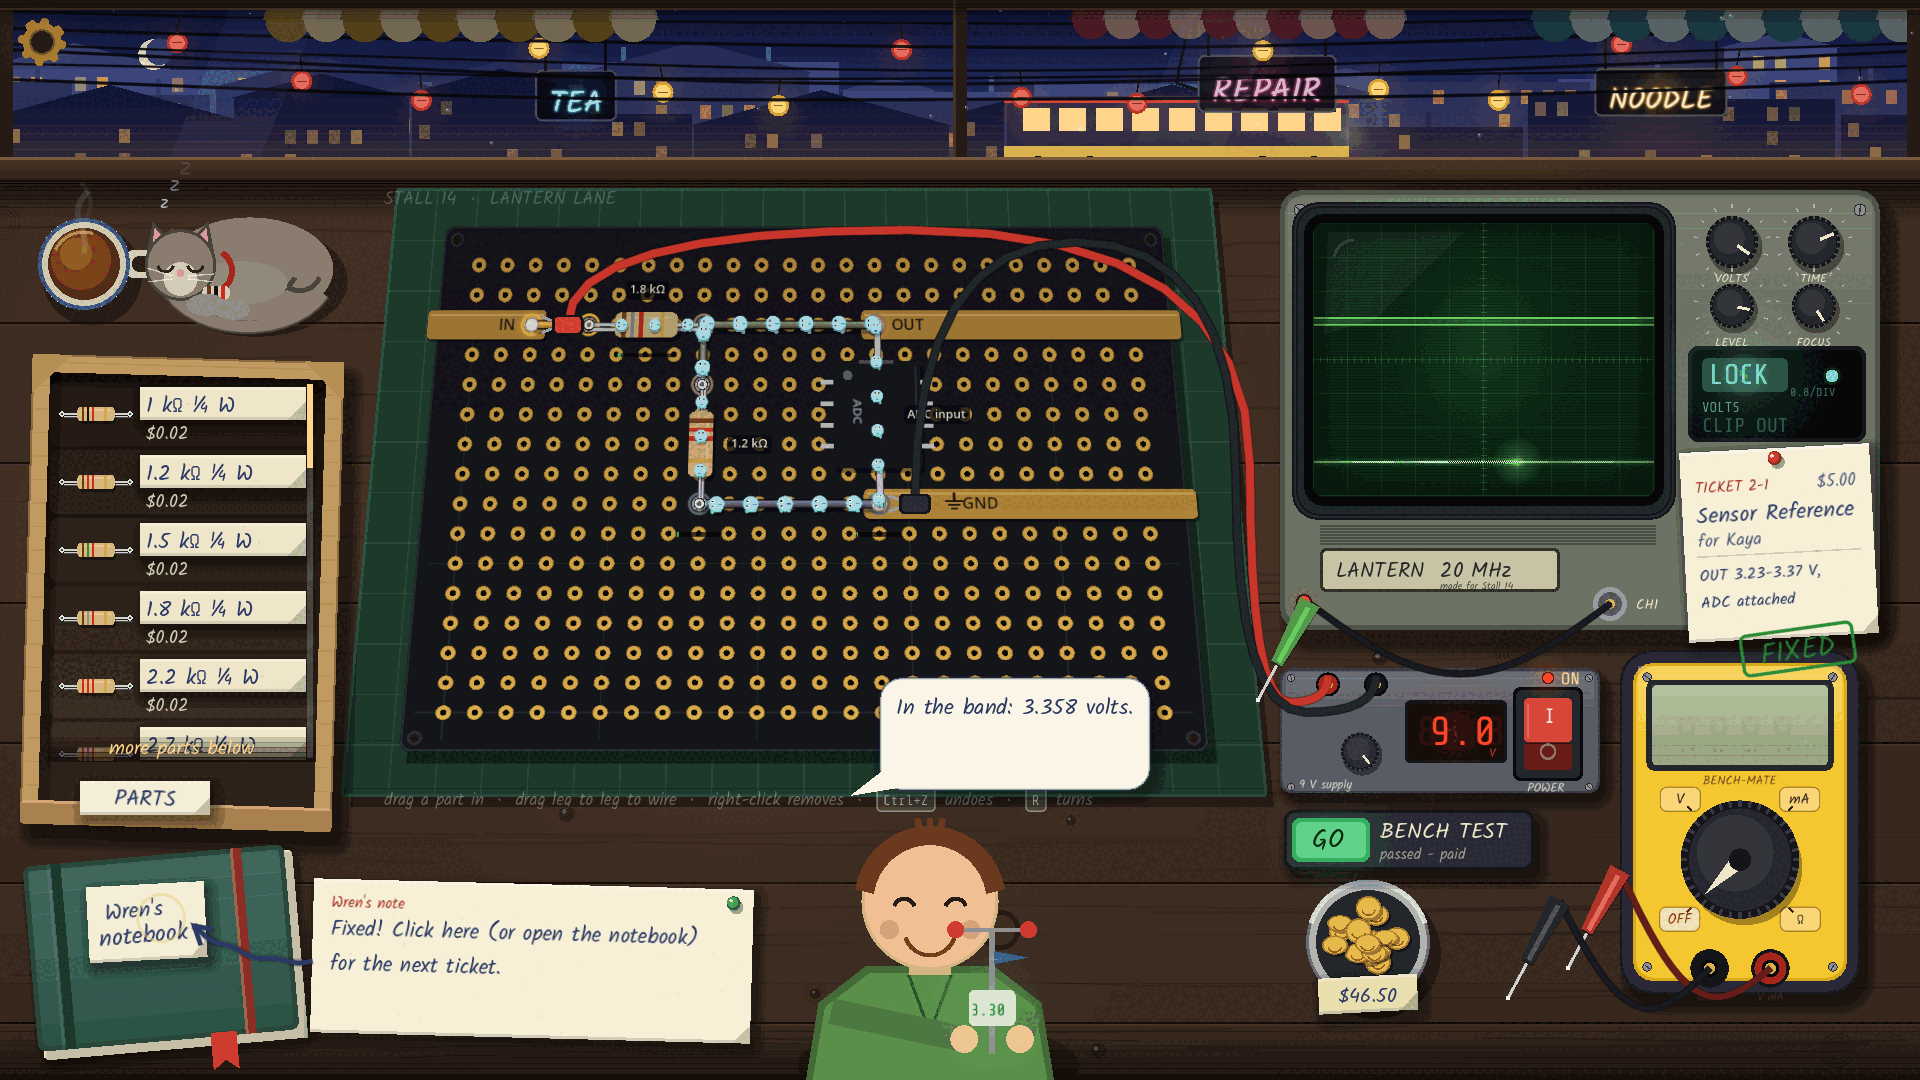 TEA
REPAIR
NOODLE
STALL 14 · LANTERN LANE
z
z
z
1.8 kΩ
IN
OUT
ADC
ADC input
1.2 kΩ
GND
1 kΩ ¼ W
$0.02
1.2 kΩ ¼ W
$0.02
1.5 kΩ ¼ W
$0.02
1.8 kΩ ¼ W
$0.02
2.2 kΩ ¼ W
$0.02
more parts below
PARTS
VOLTS
TIME
LEVEL
FOCUS
LOCK
0.8/DIV
VOLTS
CLIP OUT
TICKET 2-1 $5.00
Sensor Reference
for Kaya
OUT 3.23-3.37 V,
ADC attached
FIXED
LANTERN 20 MHz
made for Stall 14
CH1
ON
9.0
V
I
9 V supply
POWER
GO
BENCH TEST
passed - paid
BENCH-MATE
V
mA
OFF
Ω
$46.50
In the band: 3.358 volts.
drag a part in · drag leg to leg to wire · right-click removes · Ctrl+Z undoes · R turns
3.30
Wren's
notebook
Wren's note
Fixed! Click here (or open the notebook)
for the next ticket.